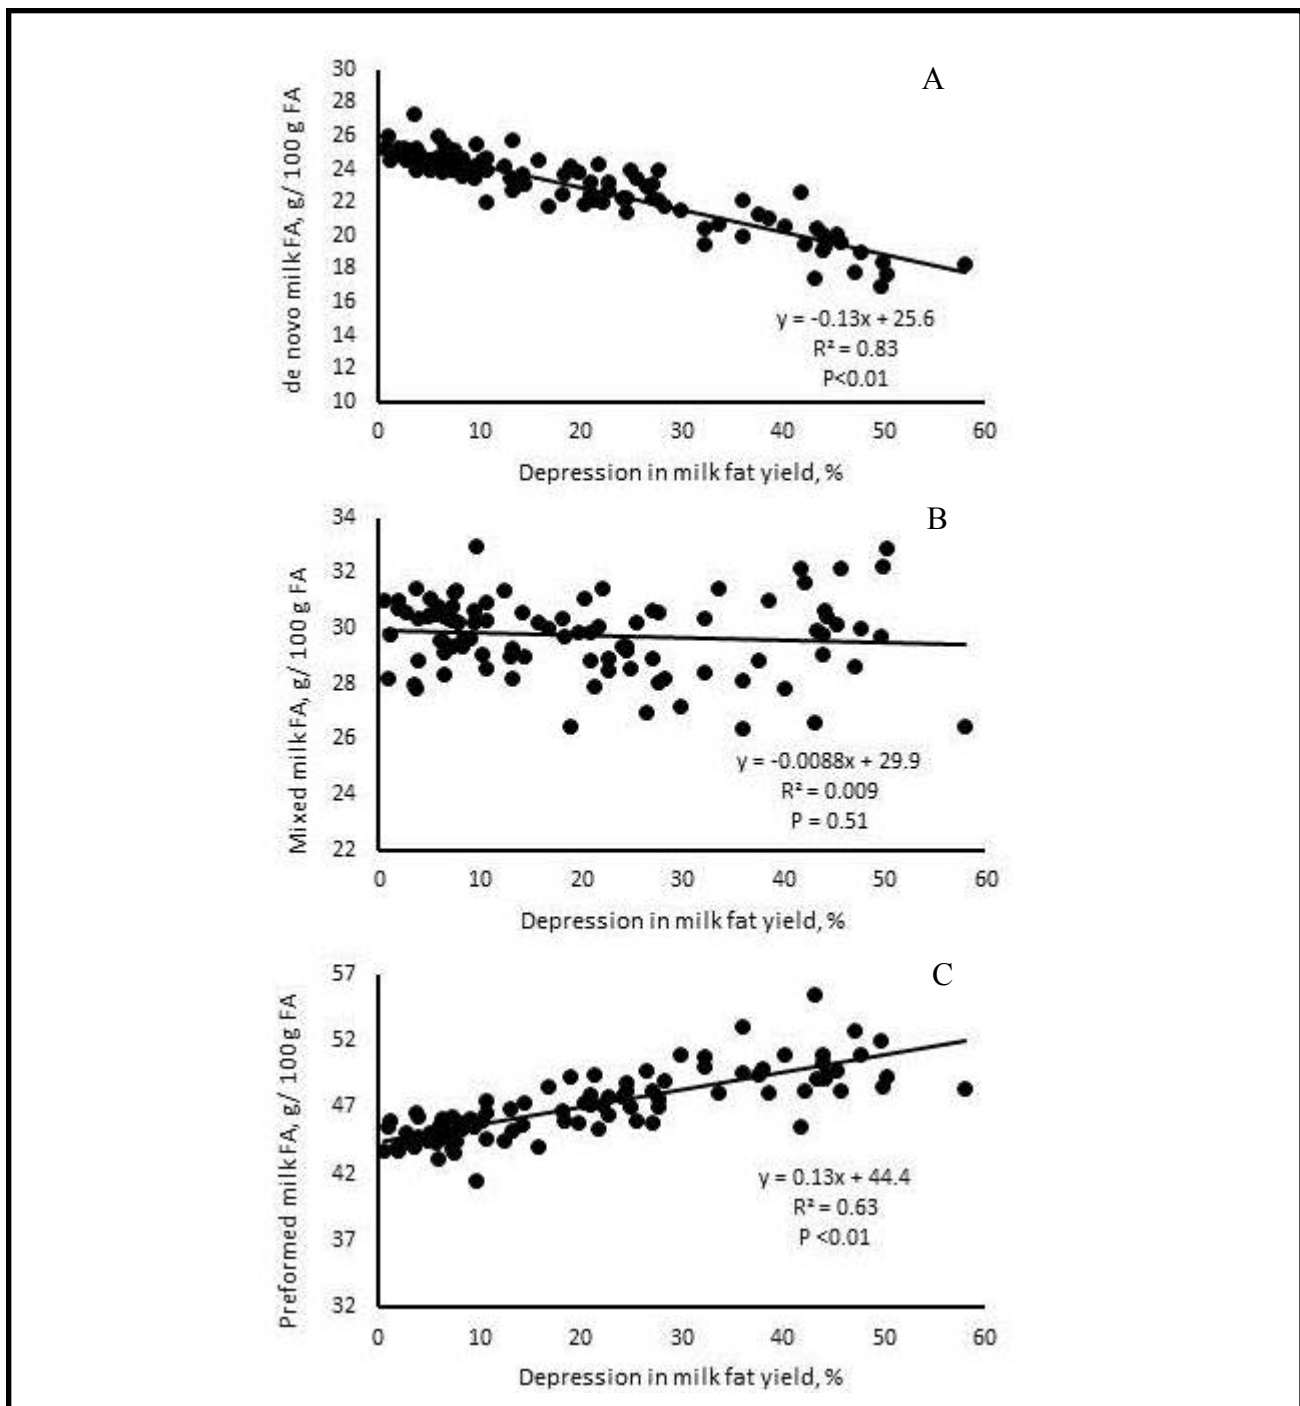 A
30
28
26
24
22
20
18
16
14
12
10
de novo milk FA, g/ 100 g FA
y = -0.13x + 25.6
R² = 0.83
P<0.01
0 10 20 30 40 50 60
Depression in milk fat yield, %
B
34
32
30
28
26
24
22
Mixed milk FA, g/ 100 g FA
y = -0.0088x + 29.9
R² = 0.009
P = 0.51
0 10 20 30 40 50 60
Depression in milk fat yield, %
C
57
52
47
42
37
32
Preformed milk FA, g/ 100g FA
y = 0.13x + 44.4
R² = 0.63
P <0.01
0 10 20 30 40 50 60
Depression in milk fat yield, %